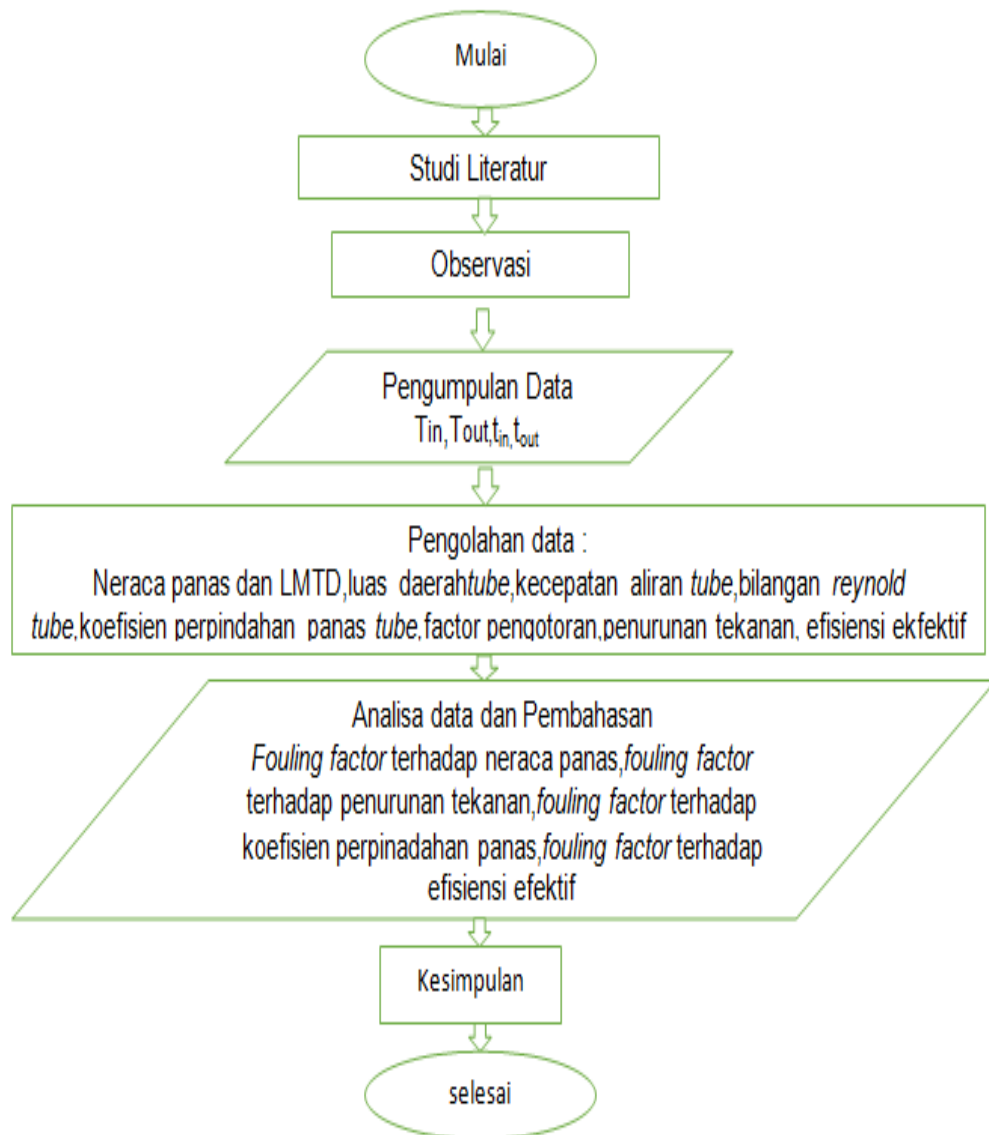 Mulai
Studi Literatur
Observasi
Pengumpulan Data
Tin,Tout,tin,tout
Pengolahan data :
Neraca panas dan LMTD,luas daerahtube,kecepatan aliran tube,bilangan reynold
tube,koefisien perpindahan panas tube,factor pengotoran,penurunan tekanan, efisiensi ekfektif
Analisa data dan Pembahasan
Fouling factor terhadap neraca panas,fouling factor
terhadap penurunan tekanan,fouling factor terhadap
koefisien perpinadahan panas,fouling factor terhadap
efisiensi efektif
Kesimpulan
selesai